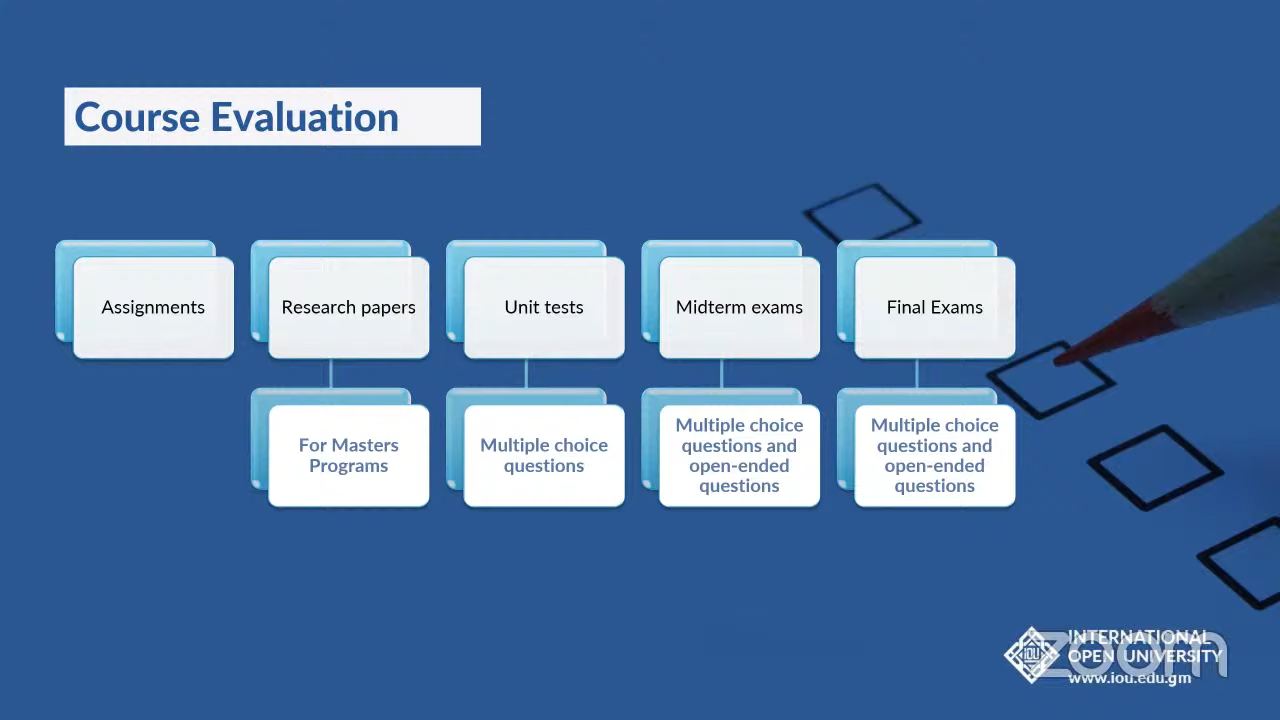 Course Evaluation
Assignments
Research papers
Unit tests
Midterm exams
Final Exams
For Masters
Programs
Multiple choice
questions
Multiple choice
questions and
open-ended
questions
Multiple choice
questions and
open-ended
questions
IOU
INTERNATIONAL
OPEN UNIVERSITY
www.iou.edu.gm
zoom